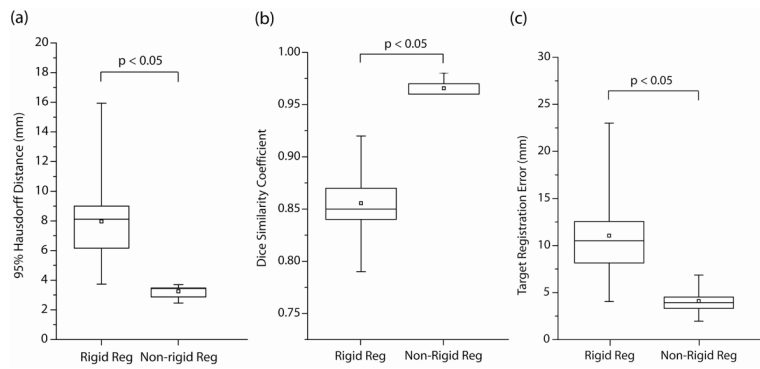 (a)
p < 0.05
95% Hausdorff Distance (mm)
20
18
16
14
12
10
8
6
4
2
0
Rigid Reg
Non-rigid Reg
(b)
p < 0.05
Dice Similarity Coefficient
1.00
0.95
0.90
0.85
0.80
0.75
Rigid Reg
Non-Rigid Reg
(c)
p < 0.05
Target Registration Error (mm)
30
25
20
15
10
5
0
Rigid Reg
Non-Rigid Reg